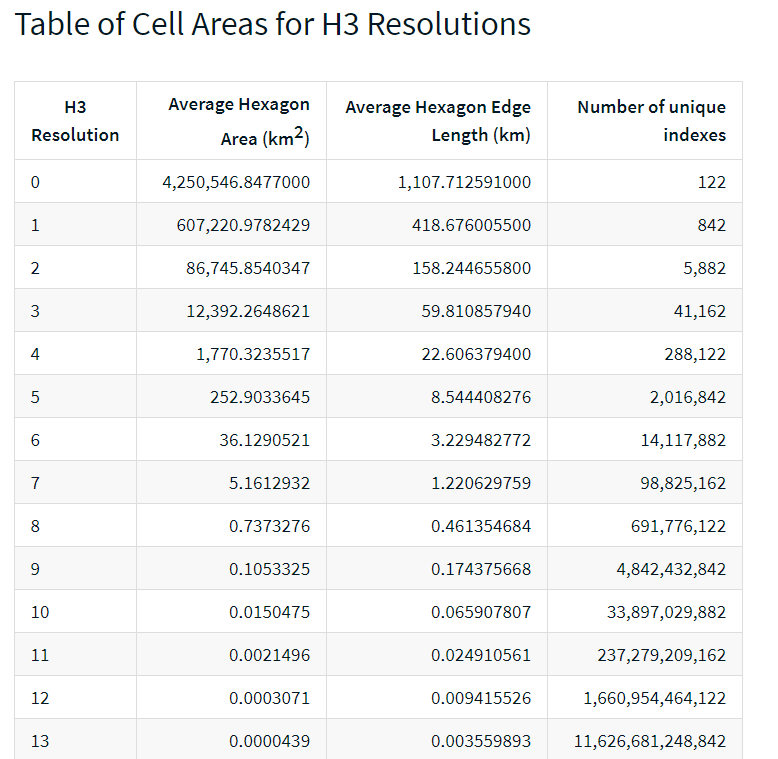 Table of Cell Areas for H3 Resolutions
H3 Resolution Average Hexagon Area (km2) Average Hexagon Edge Length (km) Number of unique indexes
0 4,250,546.8477000 1,107.712591000 122
1 607,220.9782429 418.676005500 842
2 86,745.8540347 158.244655800 5,882
3 12,392.2648621 59.810857940 41,162
4 1,770.3235517 22.606379400 288,122
5 252.9033645 8.544408276 2,016,842
6 36.1290521 3.229482772 14,117,882
7 5.1612932 1.220629759 98,825,162
8 0.7373276 0.461354684 691,776,122
9 0.1053325 0.174375668 4,842,432,842
10 0.0150475 0.065907807 33,897,029,882
11 0.0021496 0.024910561 237,279,209,162
12 0.0003071 0.009415526 1,660,954,464,122
13 0.0000439 0.003559893 11,626,681,248,842